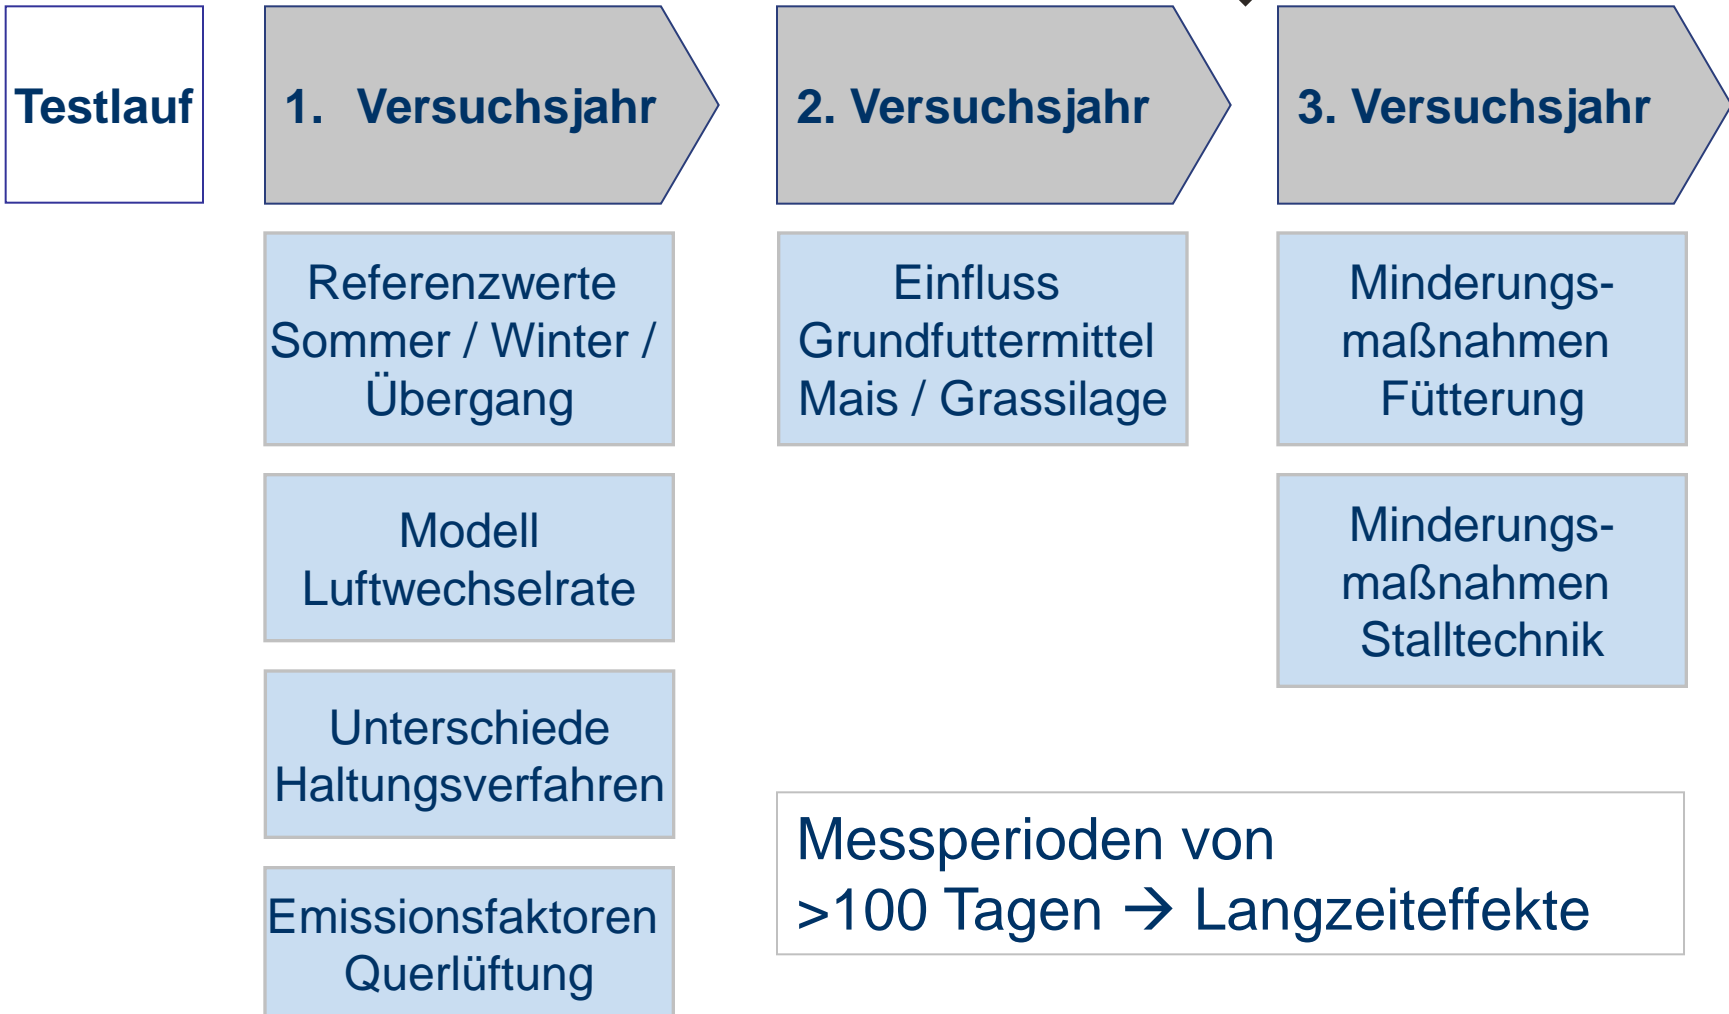 Testlauf
1. Versuchsjahr
2. Versuchsjahr
3. Versuchsjahr
Referenzwerte
Sommer / Winter /
Übergang
Modell
Luftwechselrate
Unterschiede
Haltungsverfahren
Emissionsfaktoren
Querlüftung
Einfluss
Grundfuttermittel
Mais / Grassilage
Minderungs-
maßnahmen
Fütterung
Minderungs-
maßnahmen
Stalltechnik
Messperioden von
>100 Tagen → Langzeiteffekte